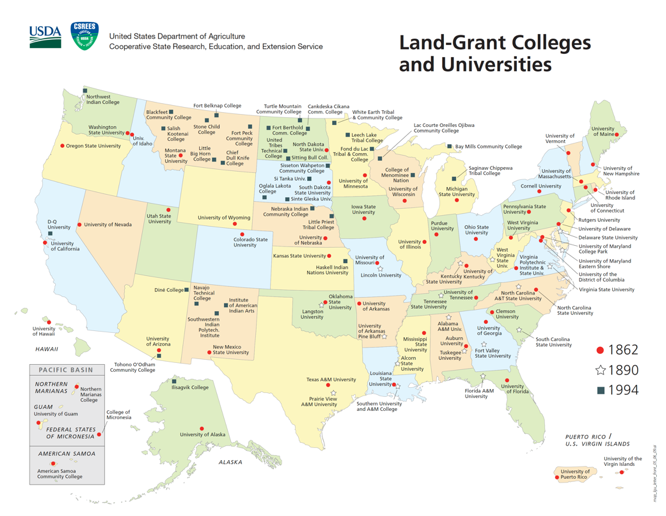 USDA
CSREES
United States Department of Agriculture
Cooperative State Research, Education, and Extension Service
Land-Grant Colleges
and Universities
Northwest
Indian College
Washington
State University
Univ.
of Idaho
Oregon State University
Blackfeet
Community College
Salish
Kootenai
College
Stone Child
College
Fort Belknap College
Fort Peck
Community
College
Montana
State
University
Little
Big Horn
College
Chief
Dull Knife
College
Turtle Mountain
Community College
Cankdeska Cikana
Comm. College
White Earth Tribal
& Community College
Fort Berthold
Comm. College
United
Tribes
Technical
College
North Dakota
State Univ.
Sitting Bull Coll.
Leech Lake
Tribal College
Fond du Lac
Tribal & Comm.
College
Lac Courte Oreilles Ojibwa
Community College
Bay Mills Community College
Saginaw Chippewa
Tribal College
Sisseton Wahpeton
Community College
Si Tanka Univ.
Oglala Lakota
College
South Dakota
State University
Sinte Gleska Univ.
University of
Minnesota
College of
Menominee
Nation
University of
Wisconsin
Michigan
State
University
University of
Vermont
University
of Maine
University of
New Hampshire
University of
Massachusetts
Cornell University
University of
Rhode Island
University
of Connecticut
Rutgers University
University of Delaware
Delaware State University
University of Maryland
College Park
University of Maryland
Eastern Shore
University of the
District of Columbia
Virginia State University
Pennsylvania State
University
West Virginia
University
West
Virginia
State
Univ.
Virginia
Polytechnic
Institute &
State Univ.
D-Q
University
University
of California
University of Nevada
Utah State
University
University of Wyoming
Colorado State
University
Nebraska Indian
Community College
Little Priest
Tribal College
University
of Nebraska
Iowa State
University
Kansas State University
Haskell Indian
Nations University
University of
Missouri
Lincoln University
University
of Illinois
Purdue
University
Ohio State
University
University of
Kentucky
Kentucky
State University
University of
Tennessee
Tennessee
State
University
North Carolina
A&T State University
North Carolina
State University
Clemson
University
South Carolina
State University
Diné College
Navajo
Technical
College
Institute
of American
Indian Arts
Southwestern
Indian
Polytech.
Institute
New Mexico
State University
University
of Arizona
Tohono O'Odham
Community College
Oklahoma
State
University
Langston
University
University
of Arkansas
University
of Arkansas
Pine Bluff
Mississippi
State
University
Alcorn
State
University
Alabama
A&M Univ.
Auburn
University
Tuskegee
University
University
of Georgia
Fort Valley
State University
Florida A&M
University
University
of Florida
Louisiana
State
University
Southern University
and A&M College
Texas A&M University
Prairie View
A&M University
University
of Hawaii
HAWAII
Ilisagvik College
University of Alaska
ALASKA
PACIFIC BASIN
NORTHERN
MARIANAS
Northern
Marianas
College
GUAM
University of Guam
College of
Micronesia
FEDERAL STATES
OF MICRONESIA
AMERICAN SAMOA
American Samoa
Community College
1862
1890
1994
PUERTO RICO /
U.S. VIRGIN ISLANDS
University of the
Virgin Islands
University of
Puerto Rico